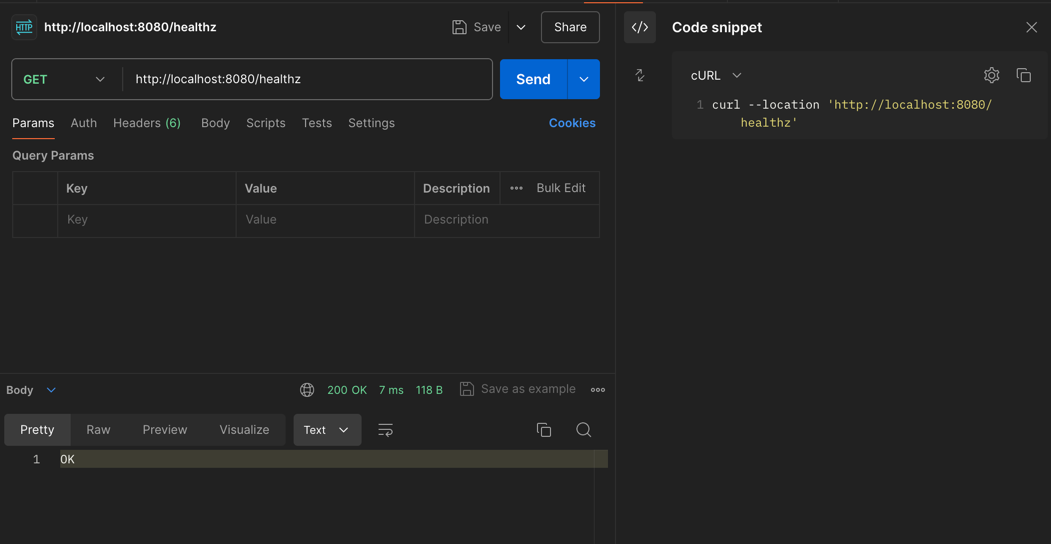 HTTP http://localhost:8080/healthz Save Share
GET http://localhost:8080/healthz Send
Params Auth Headers (6) Body Scripts Tests Settings Cookies
Query Params
Key Value Description ••• Bulk Edit
Key Value Description
Body 200 OK 7 ms 118 B Save as example
Pretty Raw Preview Visualize Text
1 OK
</> Code snippet
cURL
1 curl --location 'http://localhost:8080/
healthz'